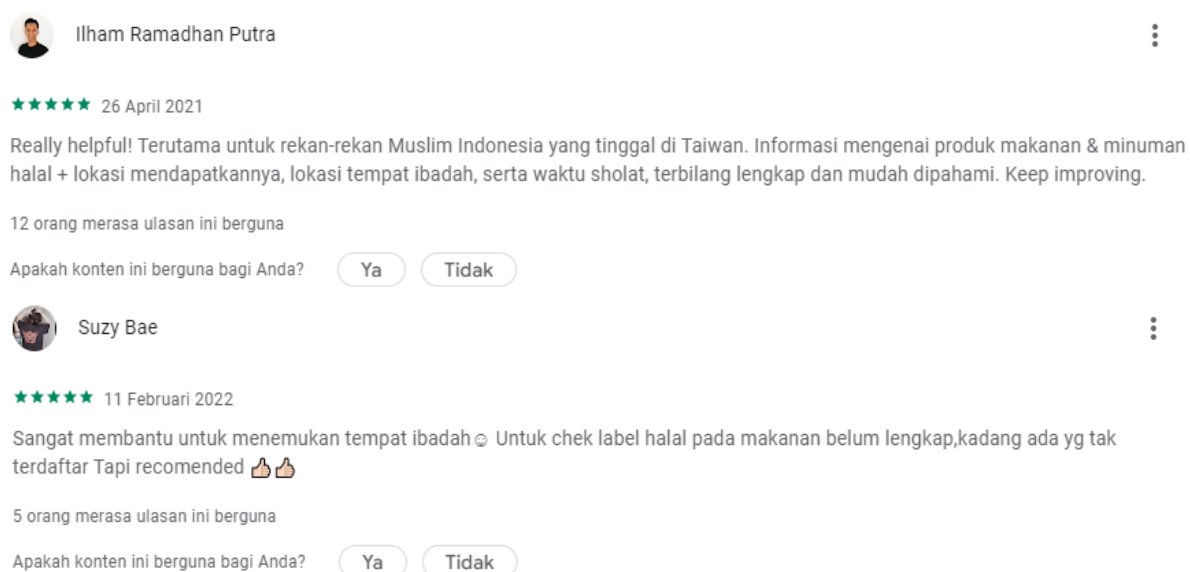 Ilham Ramadhan Putra
★★★★★ 26 April 2021
Really helpful! Terutama untuk rekan-rekan Muslim Indonesia yang tinggal di Taiwan. Informasi mengenai produk makanan & minuman
halal + lokasi mendapatkannya, lokasi tempat ibadah, serta waktu sholat, terbilang lengkap dan mudah dipahami. Keep improving.
12 orang merasa ulasan ini berguna
Apakah konten ini berguna bagi Anda? Ya Tidak
Suzy Bae
★★★★★ 11 Februari 2022
Sangat membantu untuk menemukan tempat ibadah☺ Untuk chek label halal pada makanan belum lengkap,kadang ada yg tak
terdaftar Tapi recomended 👍🏼👍🏼
5 orang merasa ulasan ini berguna
Apakah konten ini berguna bagi Anda? Ya Tidak